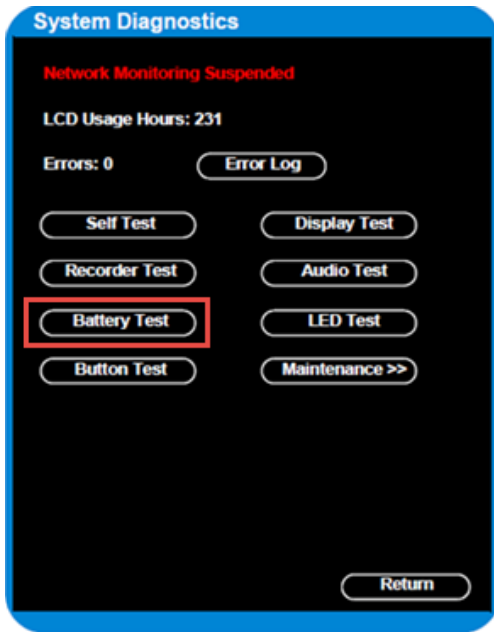 System Diagnostics
Network Monitoring Suspended
LCD Usage Hours: 231
Errors: 0 Error Log
Self Test Display Test
Recorder Test Audio Test
Battery Test LED Test
Button Test Maintenance >>
Return